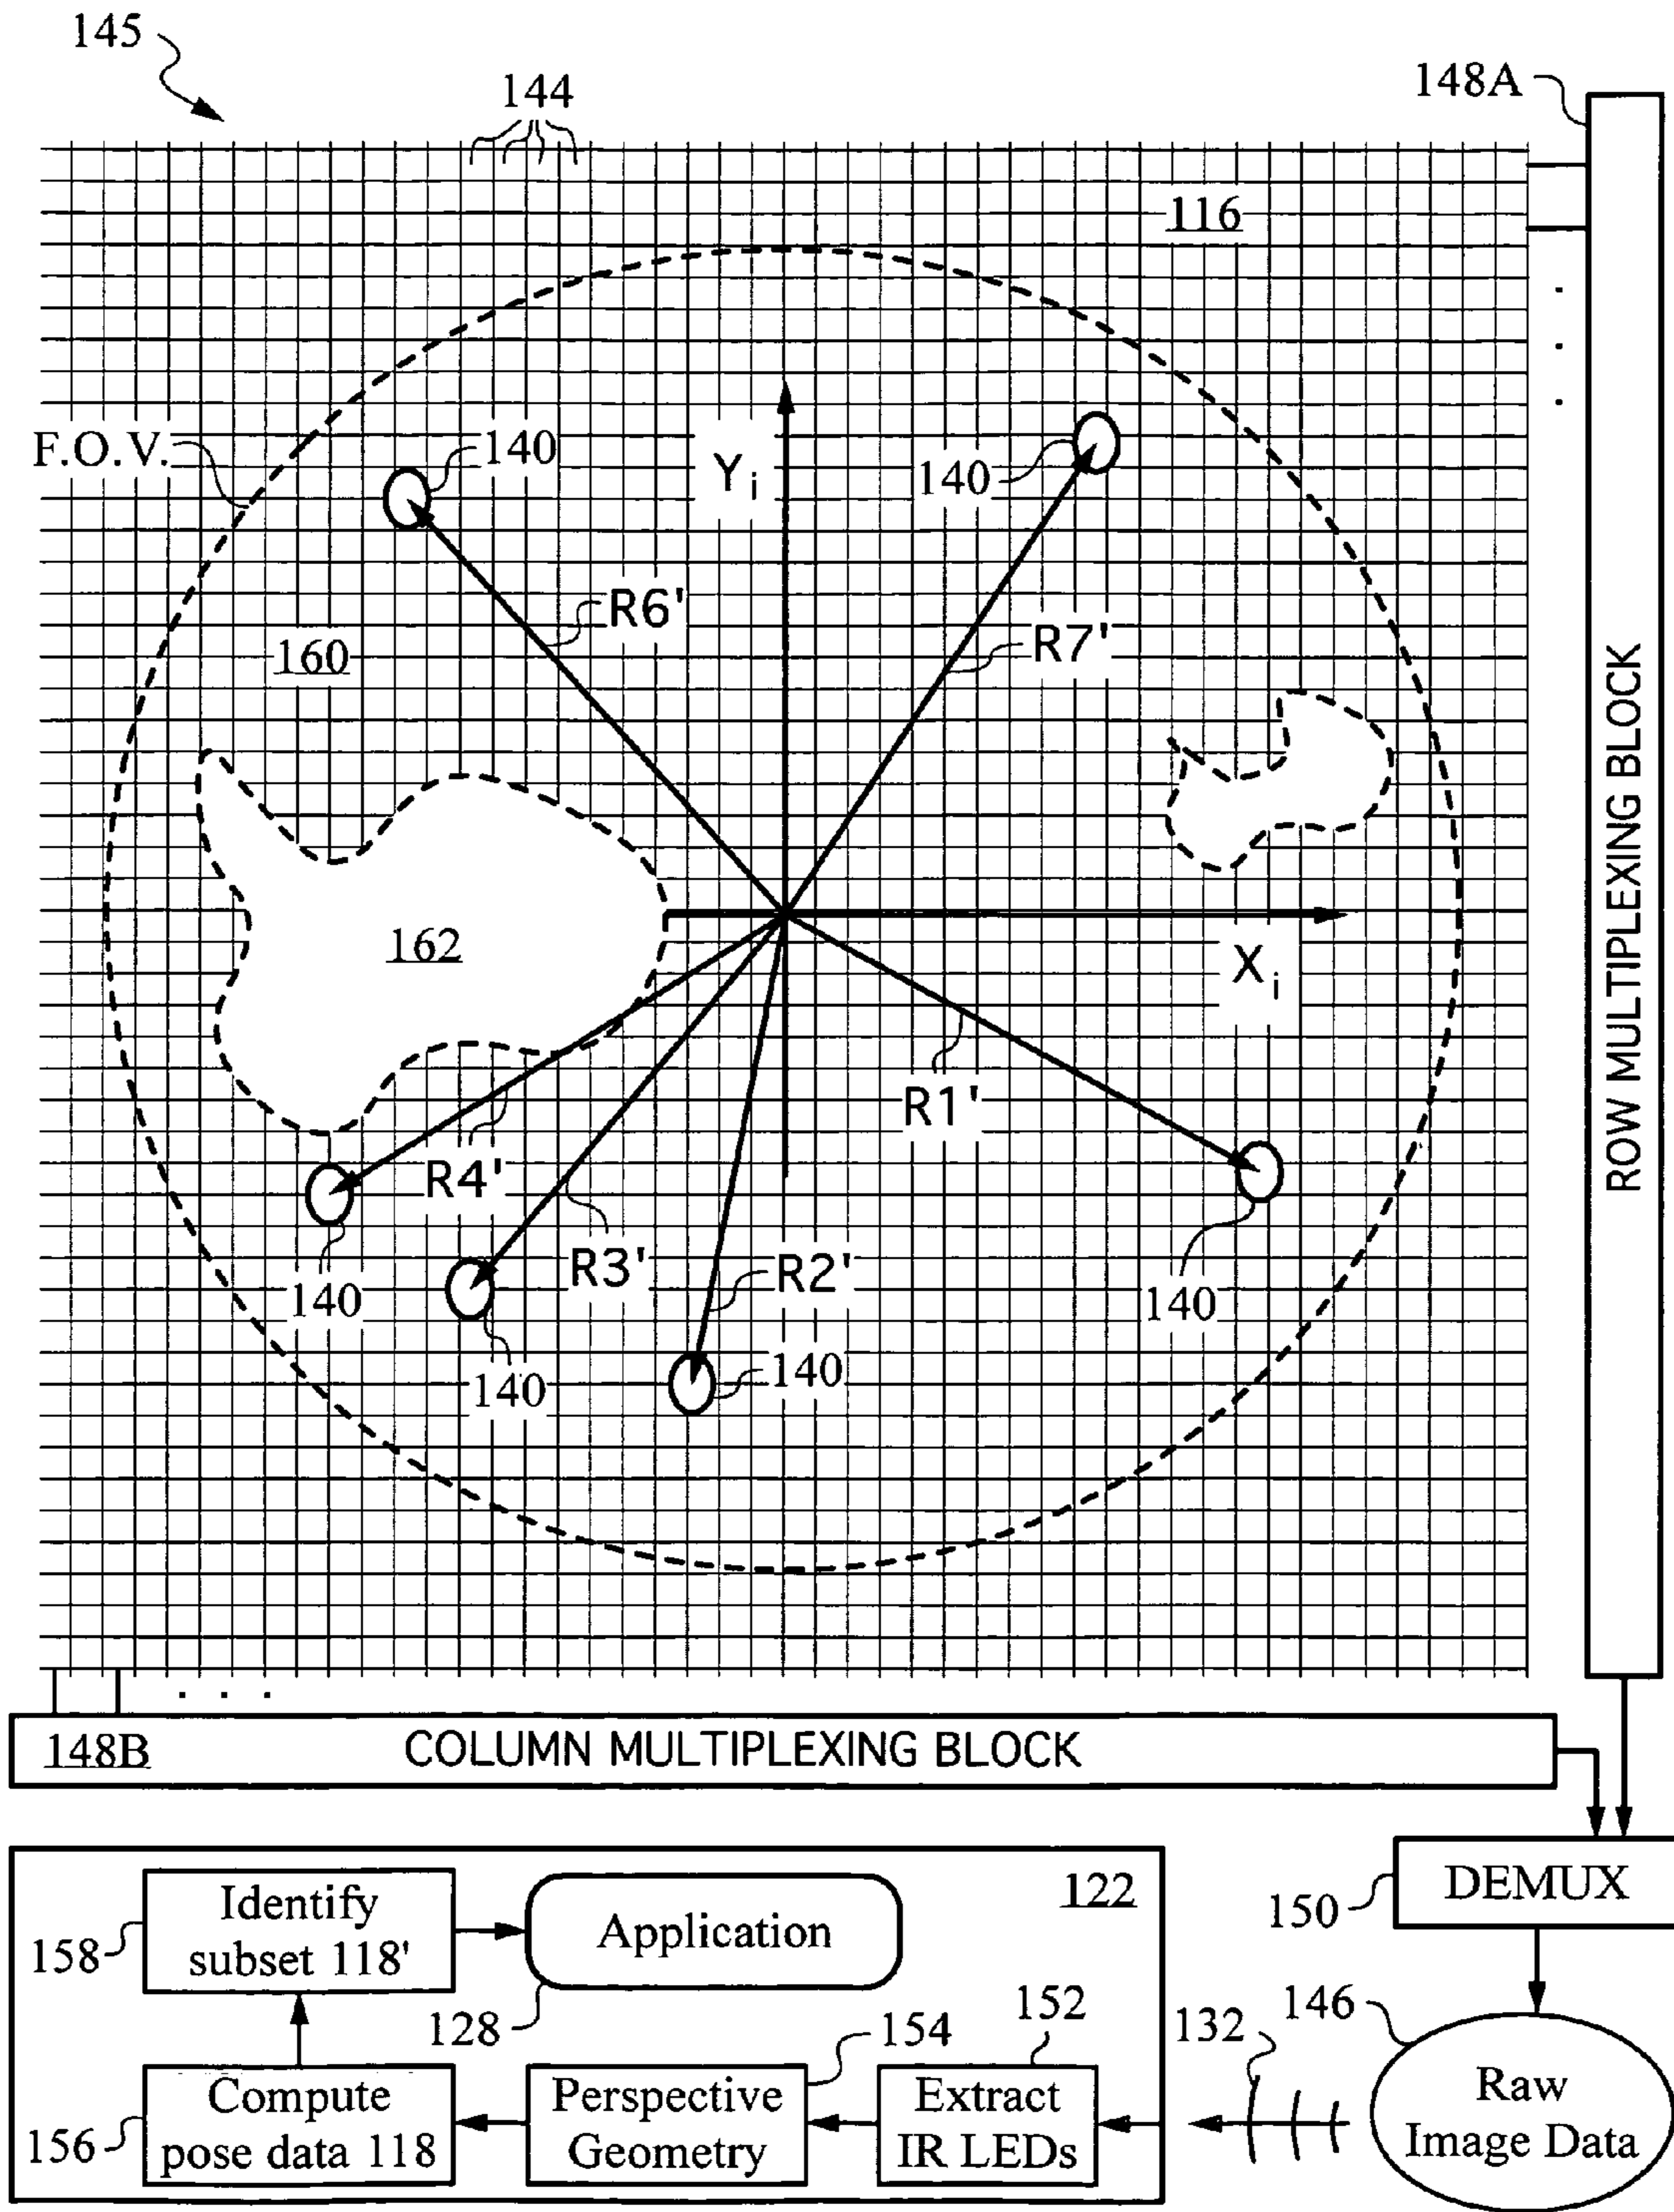 145
144
148A
116
F.O.V.
140
Y i
140
R6'
R7'
160
162
X i
R1'
R4'
R3'
R2'
140
140
140
140
140
ROW MULTIPLEXING BLOCK
. . .
148B
COLUMN MULTIPLEXING BLOCK
122
Identify
subset 118'
158
Application
128
DEMUX
150
152
154
132
146
Compute
pose data 118
156
Perspective
Geometry
Extract
IR LEDs
Raw
Image Data